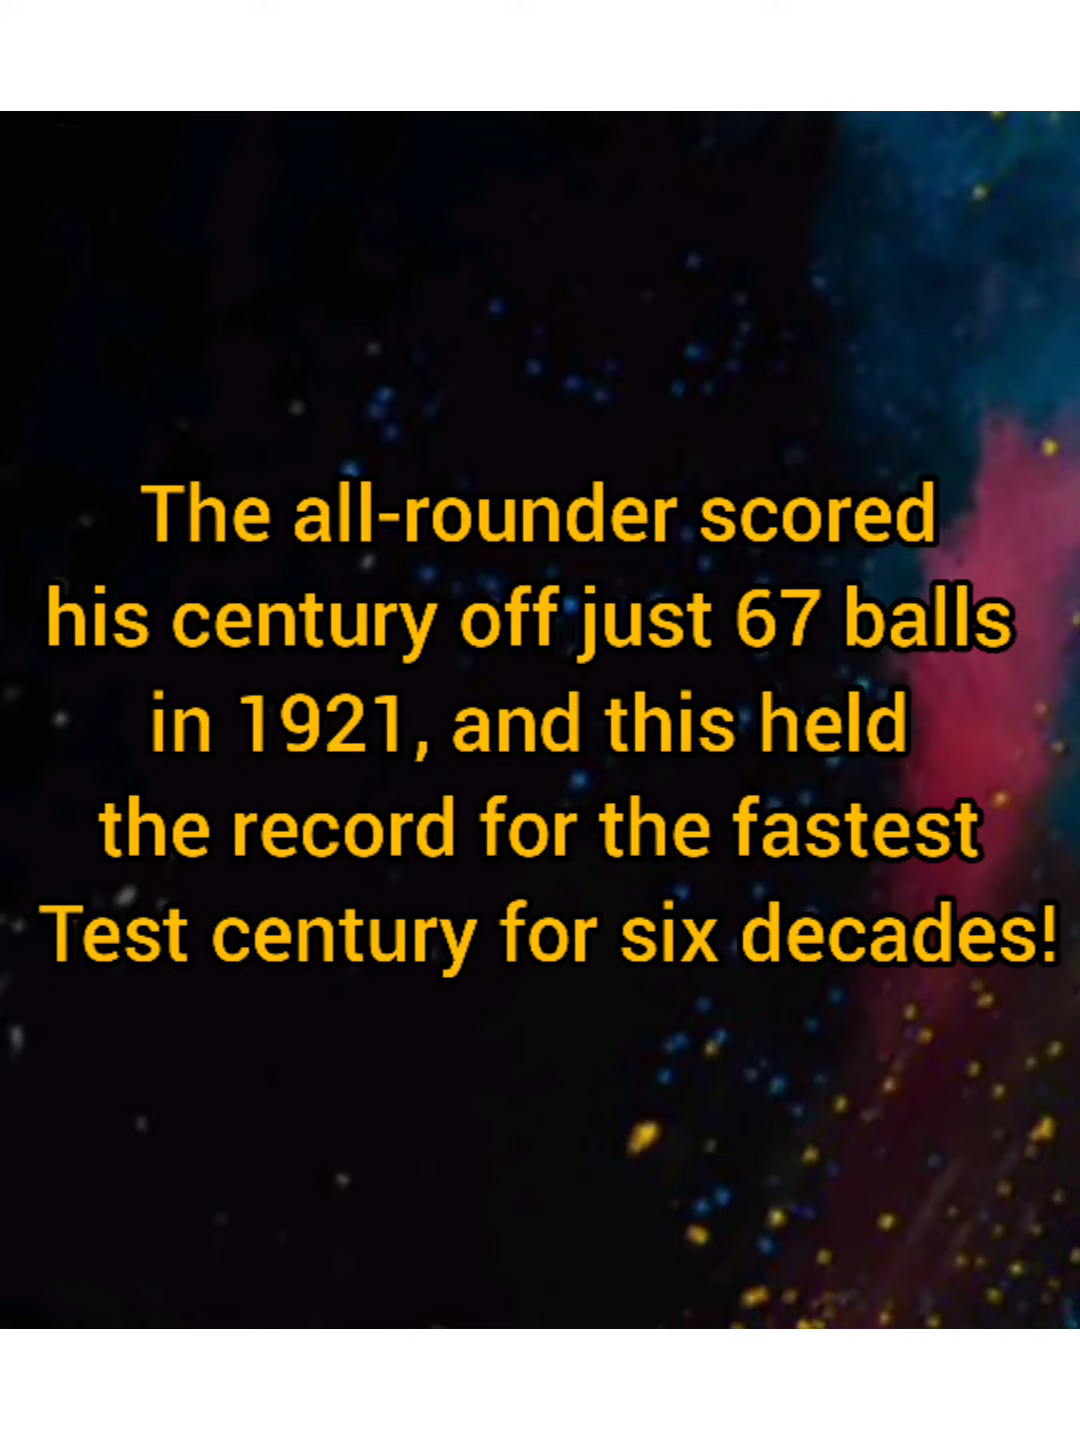 The all-rounder scored
his century off just 67 balls
in 1921, and this held
the record for the fastest
Test century for six decades!